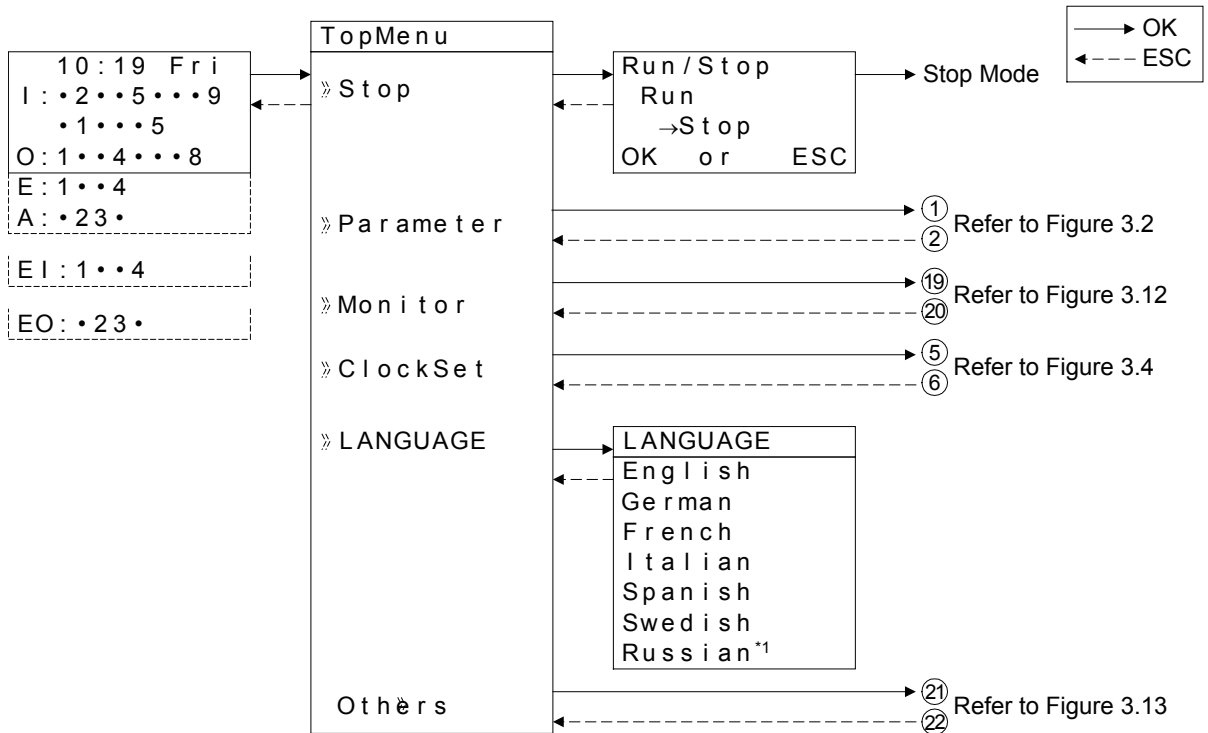 TopMenu
10:19 Fri
I:•2••5•••9
•1•••5
O:1••4•••8
E:1••4
A:•23•
EI:1••4
EO:•23•
»Stop
Run/Stop
Run
→Stop
OK or ESC
Stop Mode
OK
ESC
»Parameter
1
2
Refer to Figure 3.2
»Monitor
19
20
Refer to Figure 3.12
»ClockSet
5
6
Refer to Figure 3.4
»LANGUAGE
LANGUAGE
English
German
French
Italian
Spanish
Swedish
Russian*1
»Others
21
22
Refer to Figure 3.13